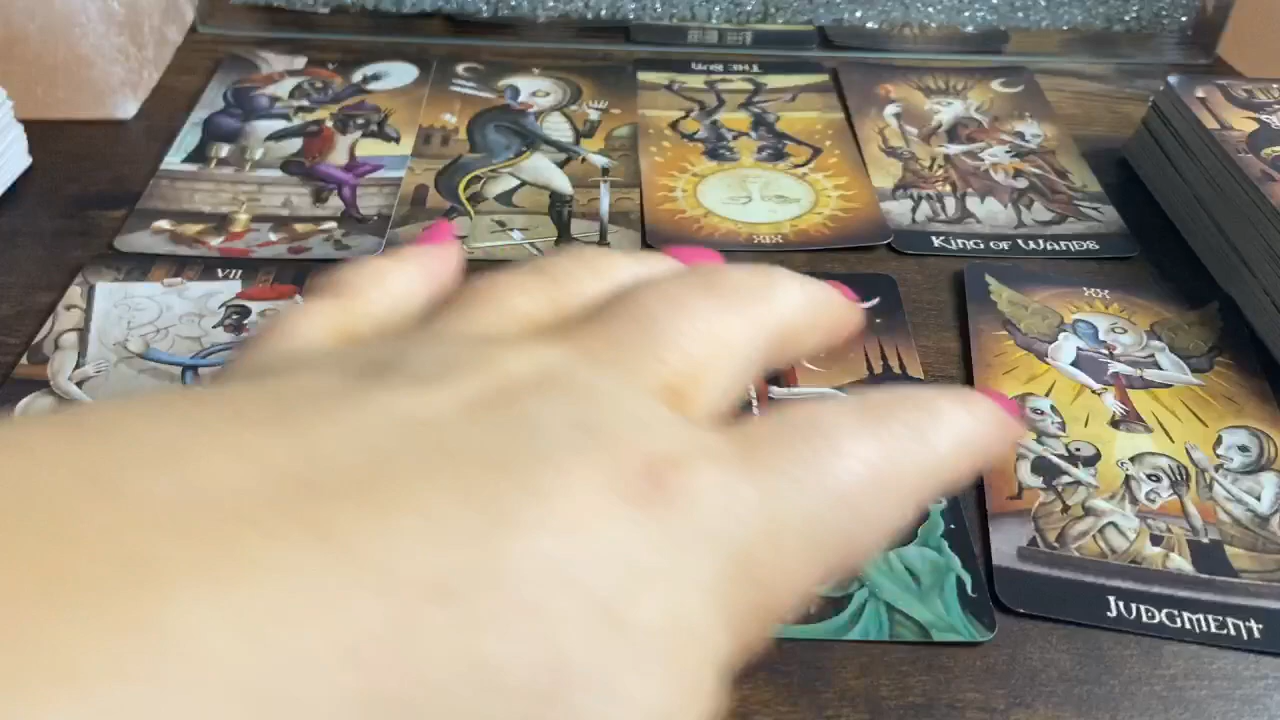 V
V
The Sun
XIX
King of Wands
VII
XX
Judgment